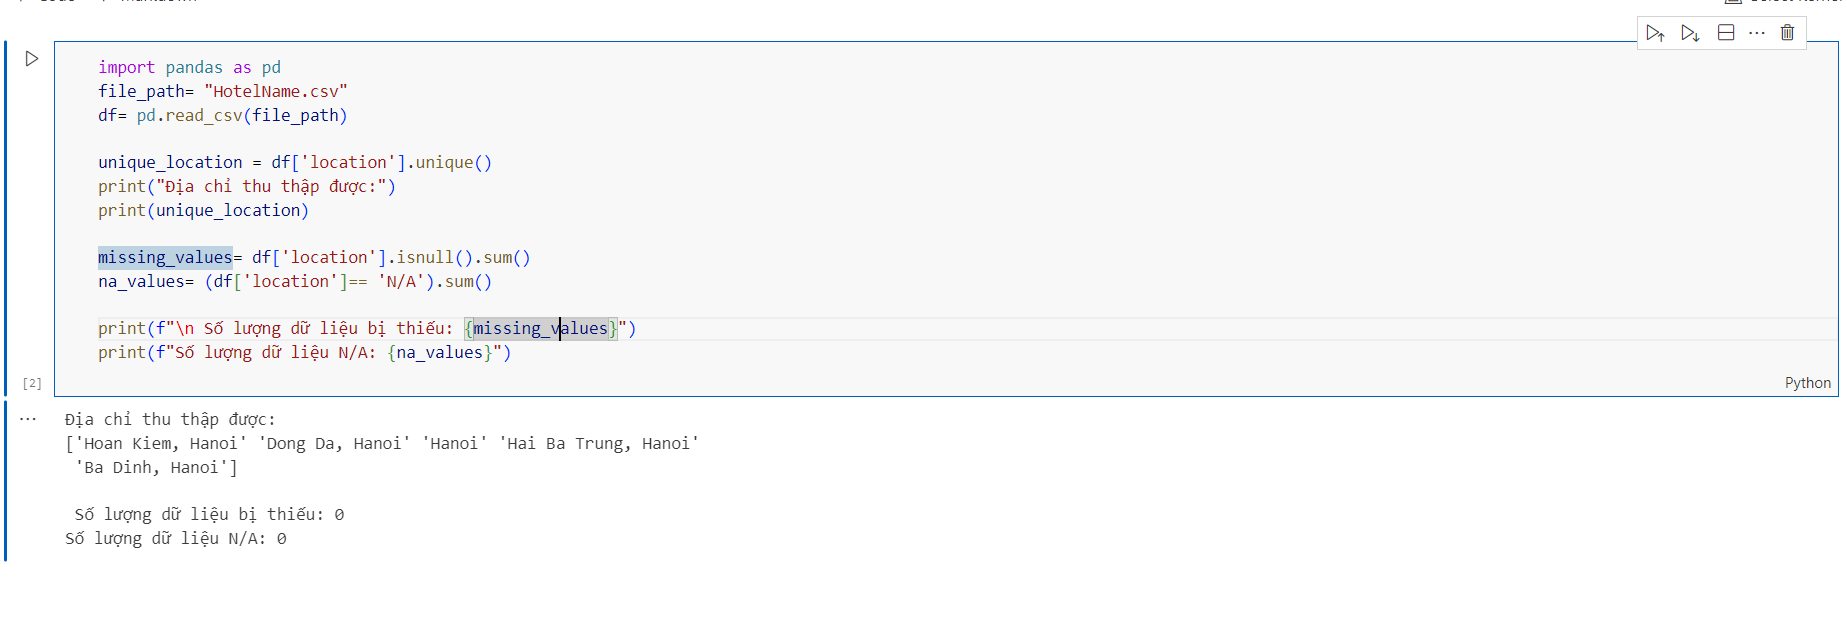 import pandas as pd
file_path= "HotelName.csv"
df= pd.read_csv(file_path)
unique_location = df['location'].unique()
print("Địa chỉ thu thập được:")
print(unique_location)
missing_values= df['location'].isnull().sum()
na_values= (df['location']== 'N/A').sum()
print(f"\n Số lượng dữ liệu bị thiếu: {missing_values}")
print(f"Số lượng dữ liệu N/A: {na_values}")
[2]
Python
Địa chỉ thu thập được:
['Hoan Kiem, Hanoi' 'Dong Da, Hanoi' 'Hanoi' 'Hai Ba Trung, Hanoi'
'Ba Dinh, Hanoi']
Số lượng dữ liệu bị thiếu: 0
Số lượng dữ liệu N/A: 0